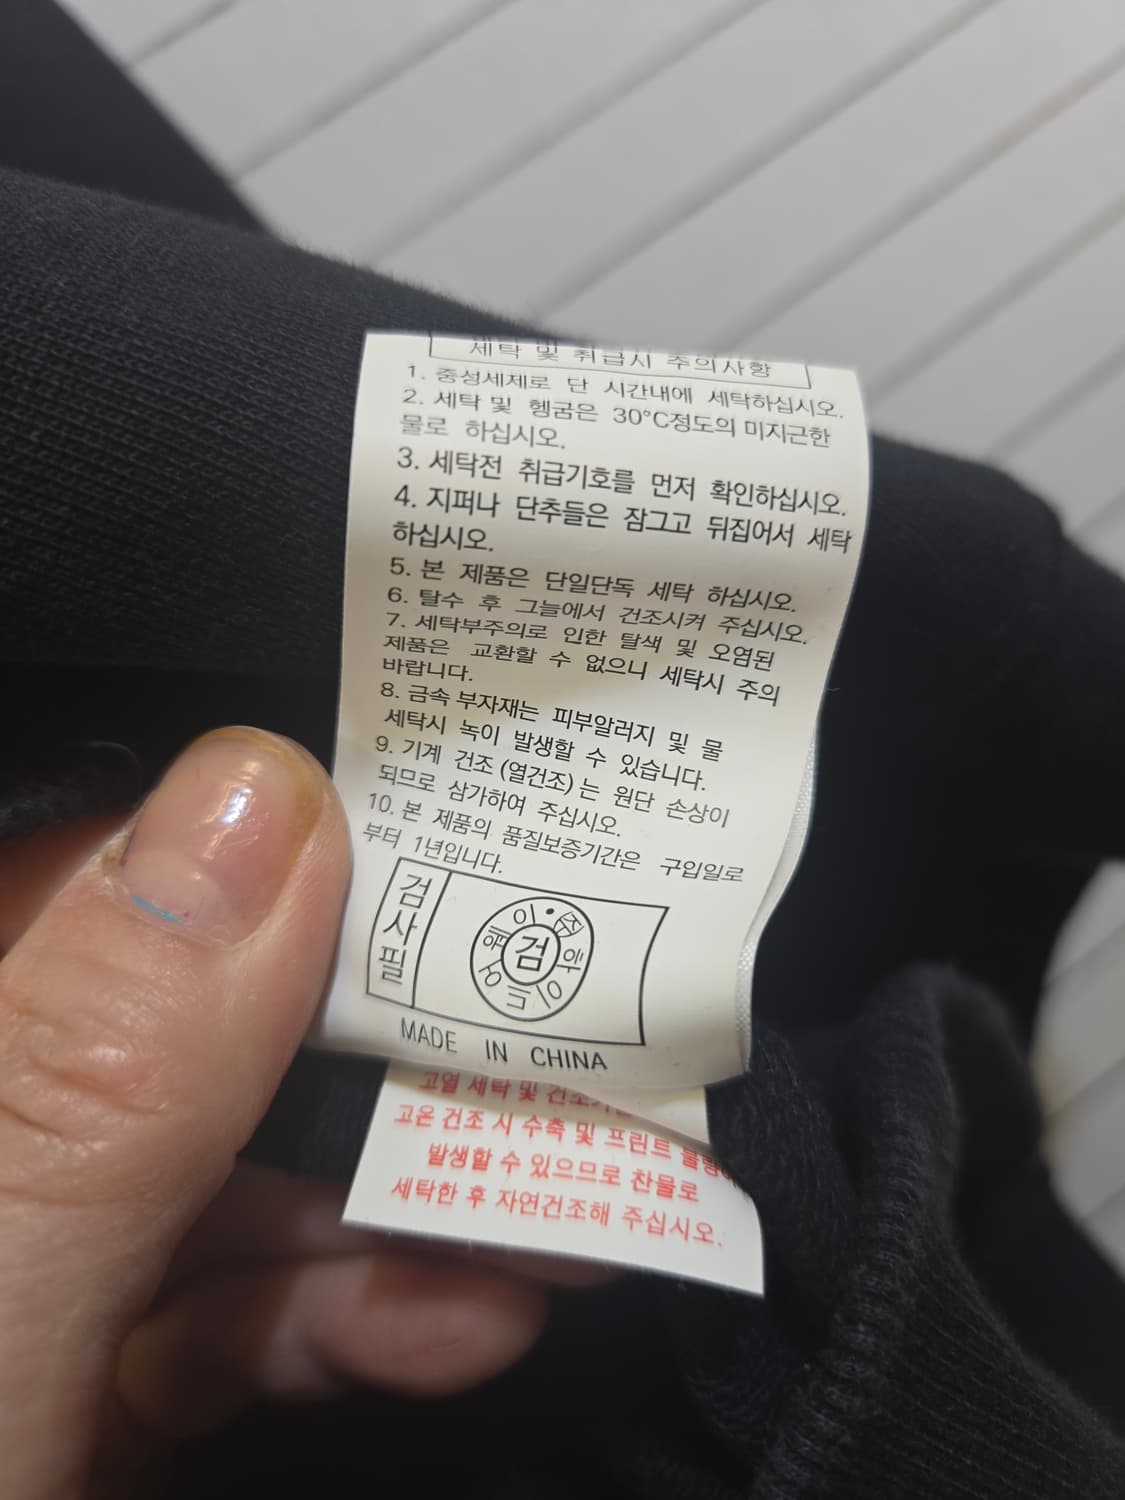 세탁 및 취급시 주의사항
1. 중성세제로 단 시간내에 세탁하십시오.
2. 세탁 및 헹굼은 30°C정도의 미지근한
물로 하십시오.
3. 세탁전 취급기호를 먼저 확인하십시오.
4. 지퍼나 단추들은 잠그고 뒤집어서 세탁
하십시오.
5. 본 제품은 단일단독 세탁 하십시오.
6. 탈수 후 그늘에서 건조시켜 주십시오.
7. 세탁부주의로 인한 탈색 및 오염된
제품은 교환할 수 없으니 세탁시 주의
바랍니다.
8. 금속 부자재는 피부알러지 및 물
세탁시 녹이 발생할 수 있습니다.
9. 기계 건조 (열건조) 는 원단 손상이
되므로 삼가하여 주십시오.
10. 본 제품의 품질보증기간은 구입일로
부터 1년입니다.
검사필
검
MADE IN CHINA
고열 세탁 및
고온 건조 시 수축 및 프린트
발생할 수 있으므로 찬물로
세탁한 후 자연건조해 주십시오.